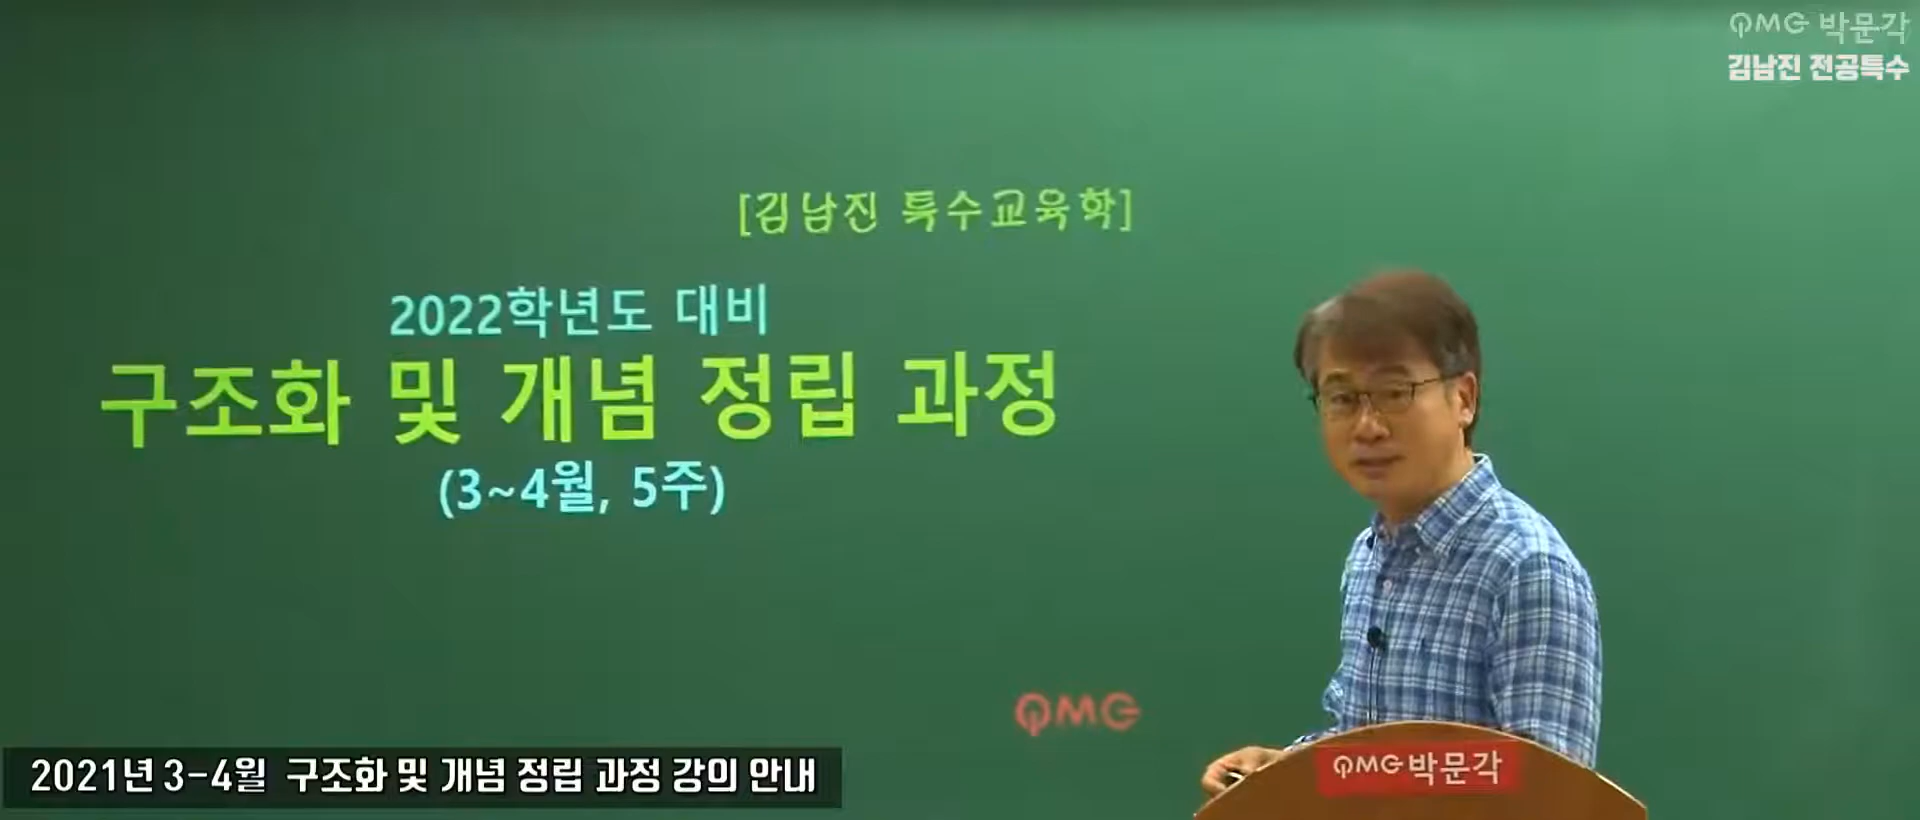 PMG 박문각
김남진 전공특수
[김남진 특수교육학]
2022학년도 대비
구조화 및 개념 정립 과정
(3~4월, 5주)
PMG
PMG 박문각
2021년 3-4월 구조화 및 개념 정립 과정 강의 안내